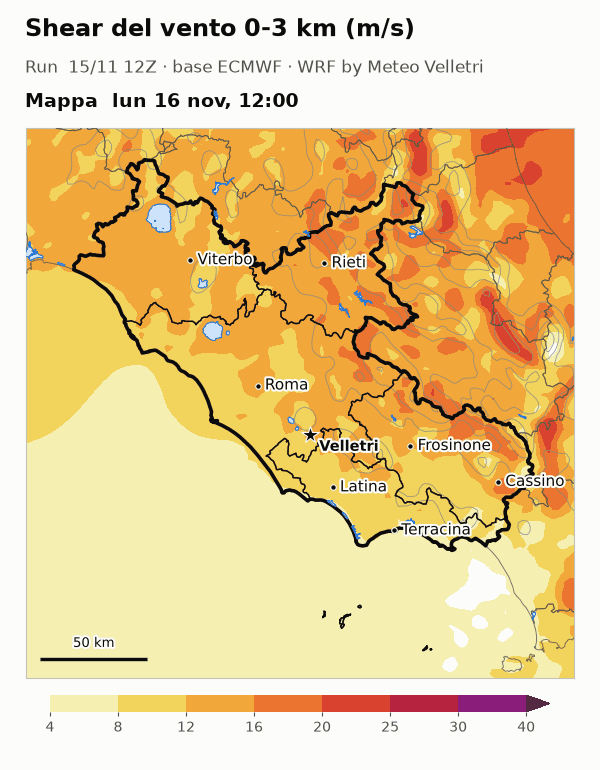 Shear del vento 0-3 km (m/s)
Run  15/11 12Z · base ECMWF · WRF by Meteo Velletri
Mappa  lun 16 nov, 12:00
Viterbo
Rieti
Roma
Velletri
Frosinone
Latina
Cassino
Terracina
50 km
4 8 12 16 20 25 30 40